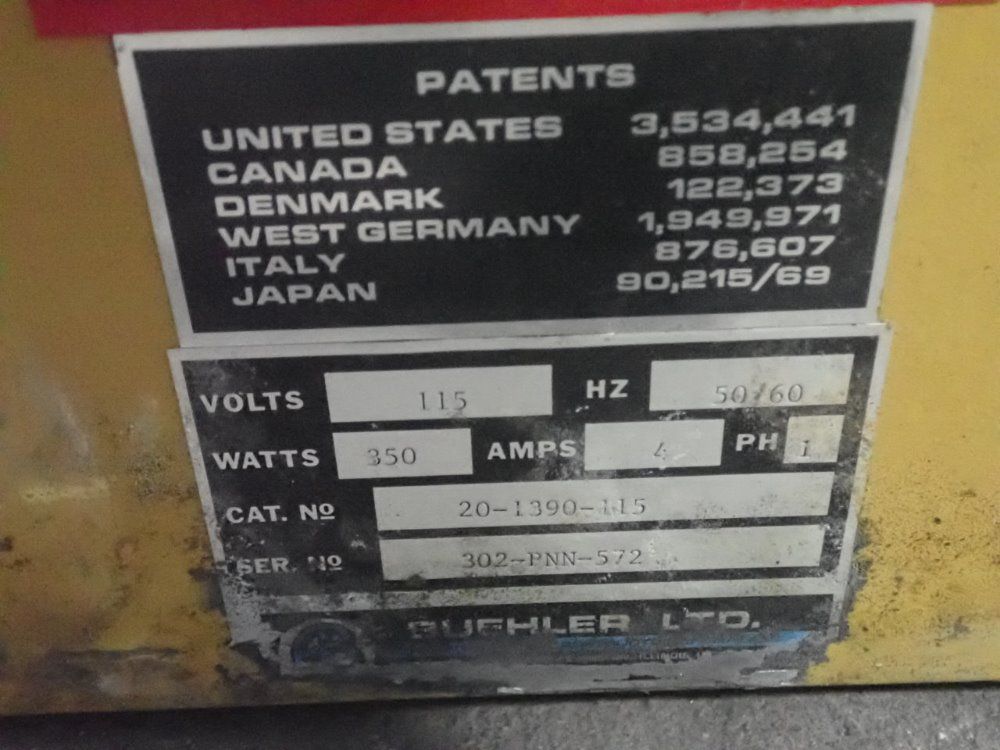 PATENTS
UNITED STATES 3,534,441
CANADA 858,254
DENMARK 122,373
WEST GERMANY 1,949,971
ITALY 876,607
JAPAN 90,215/69
VOLTS 115 HZ 50/60
WATTS 350 AMPS 4 PH 1
CAT. Nº 20-1390-115
SER. Nº 302-PNN-572
BUEHLER LTD.
ILLINOIS